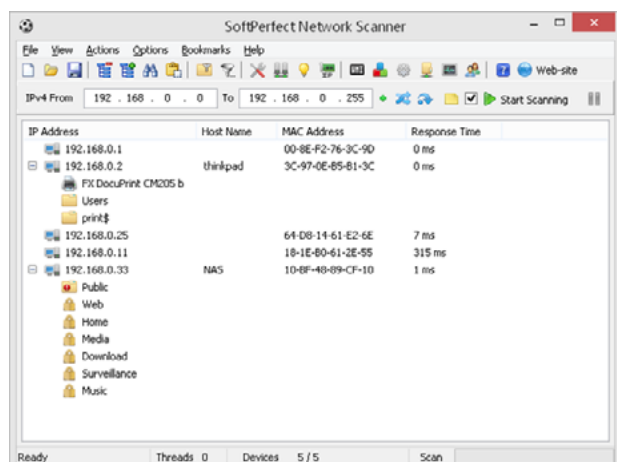 SoftPerfect Network Scanner
File View Actions Options Bookmarks Help
Web-site
IPv4 From 192 . 168 . 0 . 0 To 192 . 168 . 0 . 255 Start Scanning
IP Address Host Name MAC Address Response Time
192.168.0.1 00-8E-F2-76-3C-9D 0 ms
192.168.0.2 thinkpad 3C-97-0E-85-81-3C 0 ms
FX DocuPrint CM205 b
Users
print$
192.168.0.25 64-D8-14-61-E2-6E 7 ms
192.168.0.11 18-1E-80-61-2E-55 315 ms
192.168.0.33 NAS 10-BF-48-89-CF-10 1 ms
Public
Web
Home
Media
Download
Surveillance
Music
Ready Threads 0 Devices 5 / 5 Scan